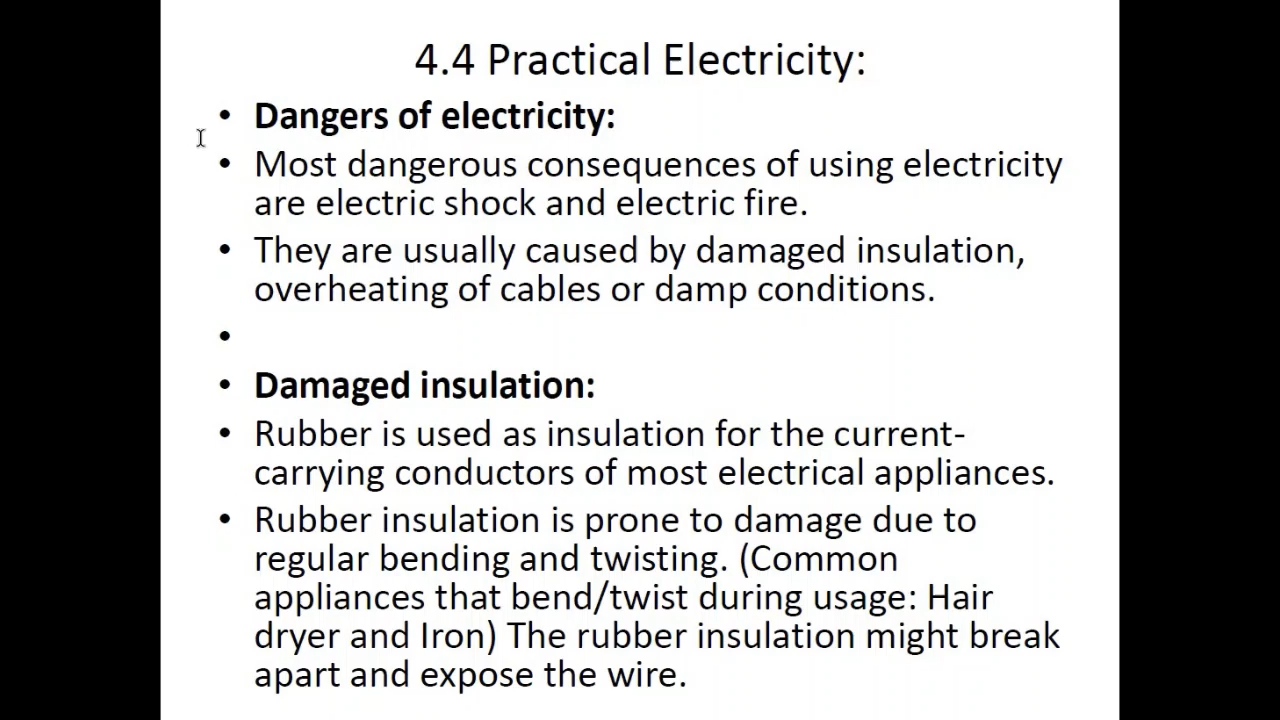 4.4 Practical Electricity:
• Dangers of electricity:
• Most dangerous consequences of using electricity
are electric shock and electric fire.
• They are usually caused by damaged insulation,
overheating of cables or damp conditions.
•
• Damaged insulation:
• Rubber is used as insulation for the current-
carrying conductors of most electrical appliances.
• Rubber insulation is prone to damage due to
regular bending and twisting. (Common
appliances that bend/twist during usage: Hair
dryer and Iron) The rubber insulation might break
apart and expose the wire.